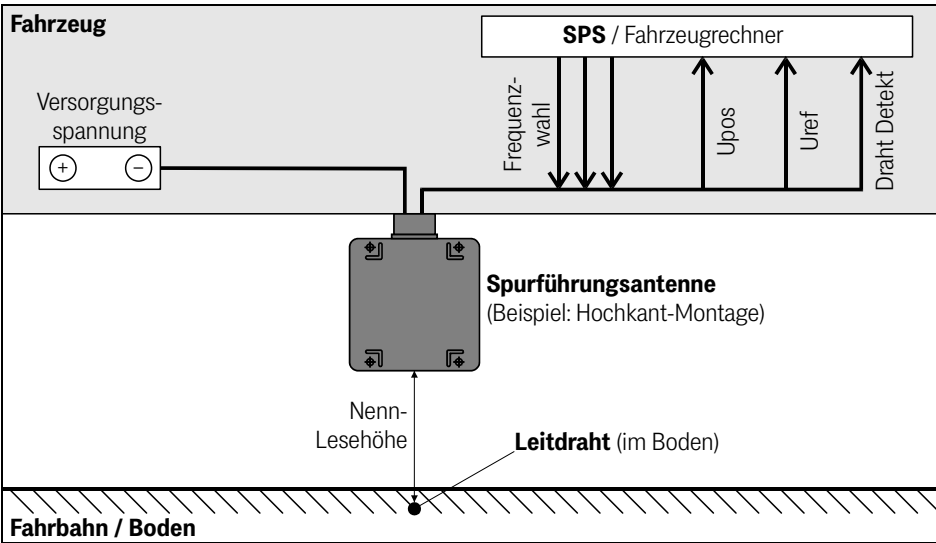 Fahrzeug
SPS / Fahrzeugrechner
Versorgungs-
spannung
+ −
Frequenz-
wahl
Upos
Uref
Draht Detekt
Spurführungsantenne
(Beispiel: Hochkant-Montage)
Nenn-
Lesehöhe
Leitdraht (im Boden)
Fahrbahn / Boden